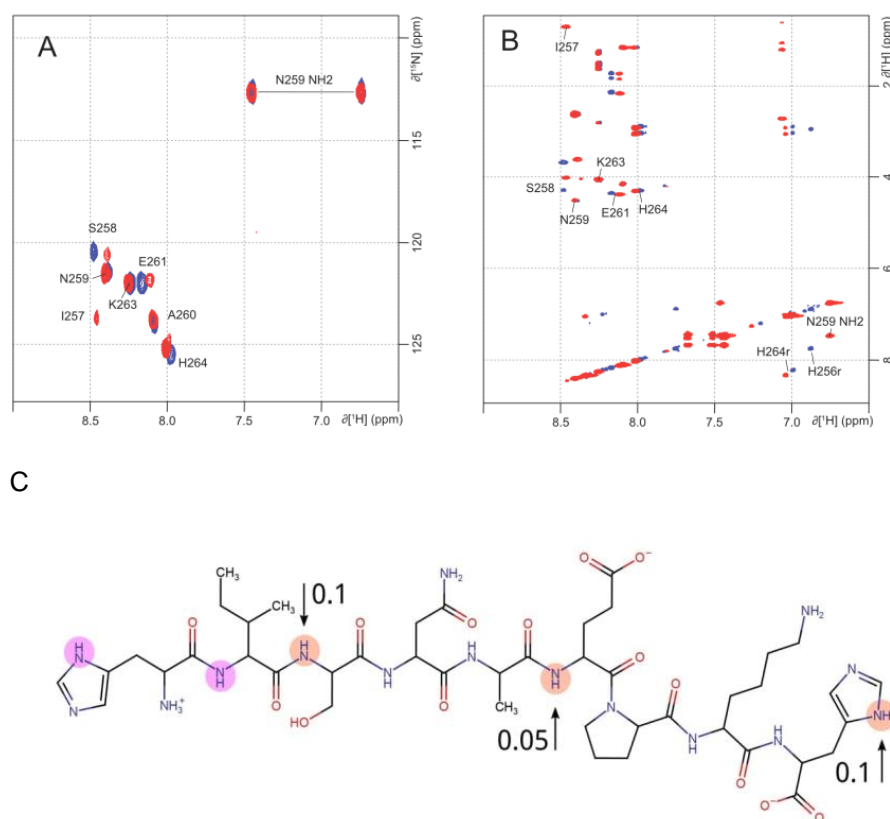 A
N259 NH2
S258
E261
N259
K263
I257
A260
H264
115
120
125
∂[¹⁵N] (ppm)
8.5 8.0 7.5 7.0 ∂[¹H] (ppm)
B
I257
K263
S258
E261
H264
N259
N259 NH2
H264r
H256r
2
4
6
8
∂[¹H] (ppm)
8.5 8.0 7.5 7.0 ∂[¹H] (ppm)
C
O⁻
O
NH₂
CH₃
CH₃
0.1
O
NH₂
O
H
N
O
H
N
O
O
NH
N
H
N
H
N
H
N
NH₃⁺
O
HO
O
CH₃
0.05
N
O
N
H
O
H
N
N
NH
0.1
O⁻
O